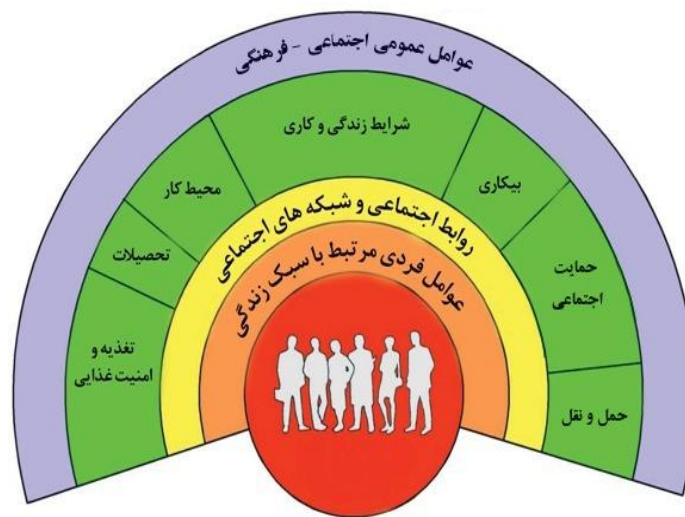 عوامل عمومی اجتماعی - فرهنگی
شرایط زندگی و کاری
بیکاری
محیط کار
حمایت
اجتماعی
تحصیلات
تغذیه و
امنیت غذایی
حمل و نقل
روابط اجتماعی و شبکه های اجتماعی
عوامل فردی مرتبط با سبک زندگی